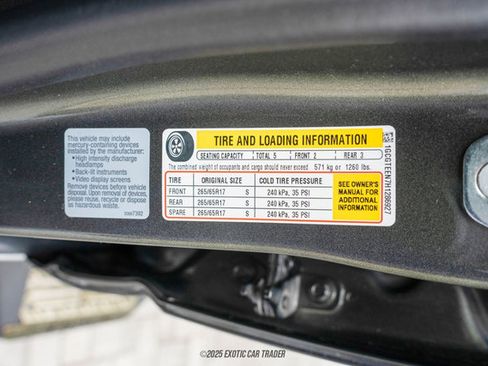 This vehicle may include
mercury-containing devices
installed by the manufacturer:
• High intensity discharge
headlamps
• Back-lit instruments
• Video display screens
Remove devices before vehicle
disposal, reuse, recycle or dispose
as hazardous waste.
TIRE AND LOADING INFORMATION
SEATING CAPACITY TOTAL 5 FRONT 2 REAR 3
The combined weight of occupants and cargo should never exceed 571 kg or 1260 lbs.
TIRE ORIGINAL SIZE COLD TIRE PRESSURE
FRONT 265/65R17 S 240 kPa, 35 PSI
REAR 265/65R17 S 240 kPa, 35 PSI
SPARE 265/65R17 S 240 kPa, 35 PSI
SEE OWNER'S
MANUAL FOR
ADDITIONAL
INFORMATION
1GCGTEEN7H1286927
©2025 EXOTIC CAR TRADER